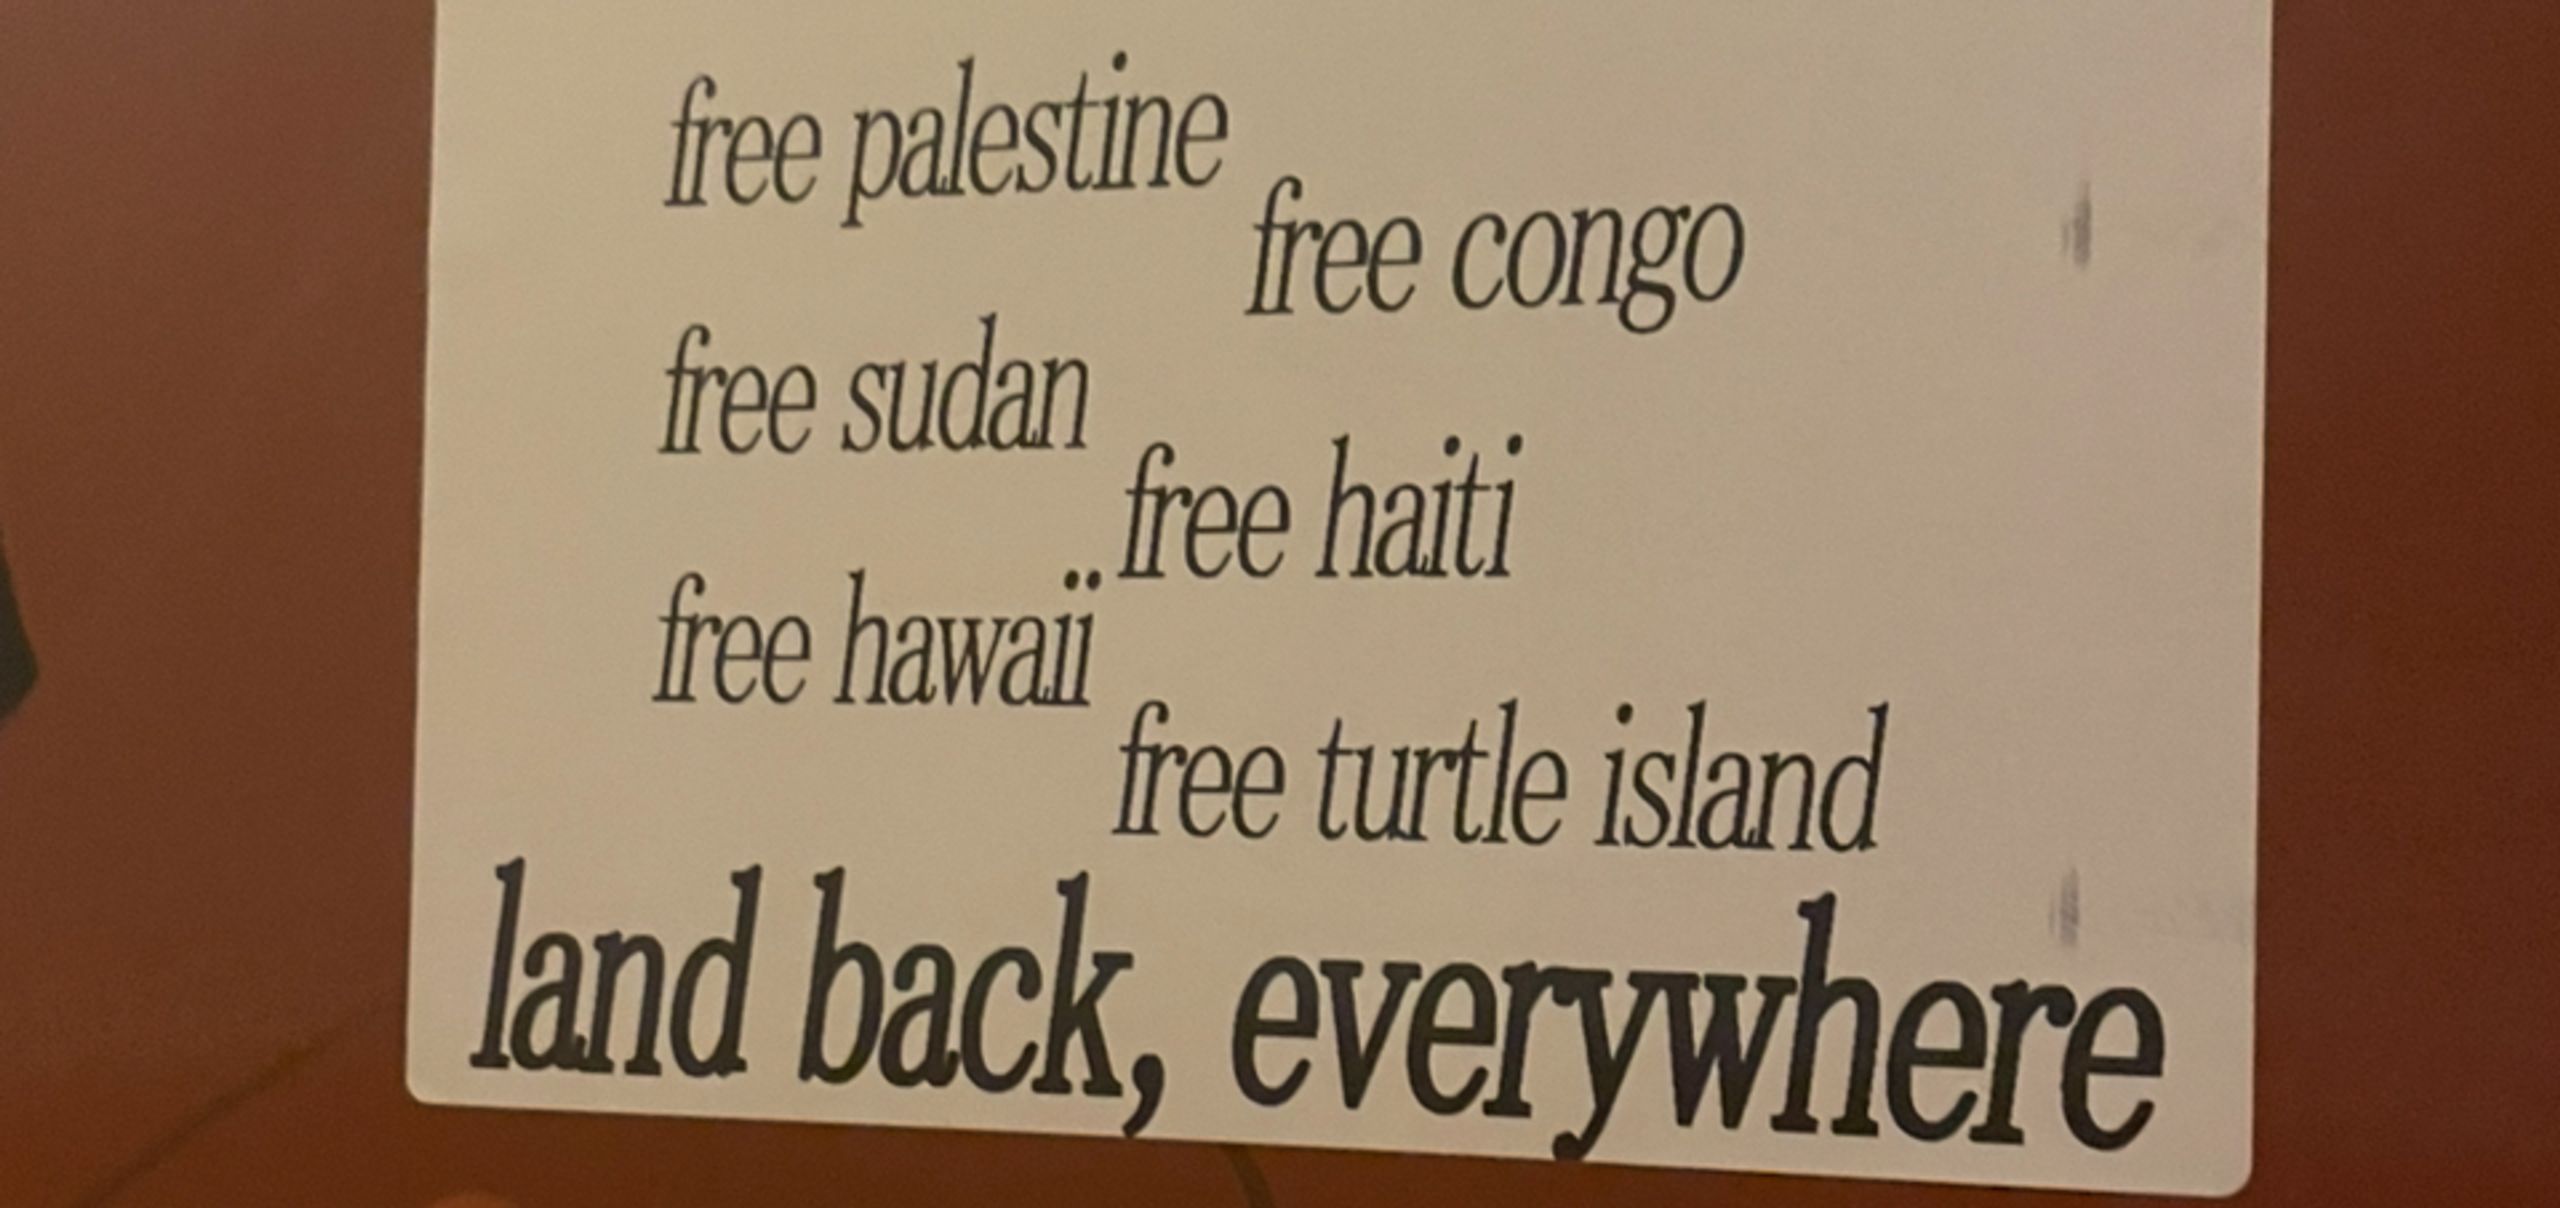 free palestine
free congo
free sudan
free haiti
free hawaii
free turtle island
land back, everywhere